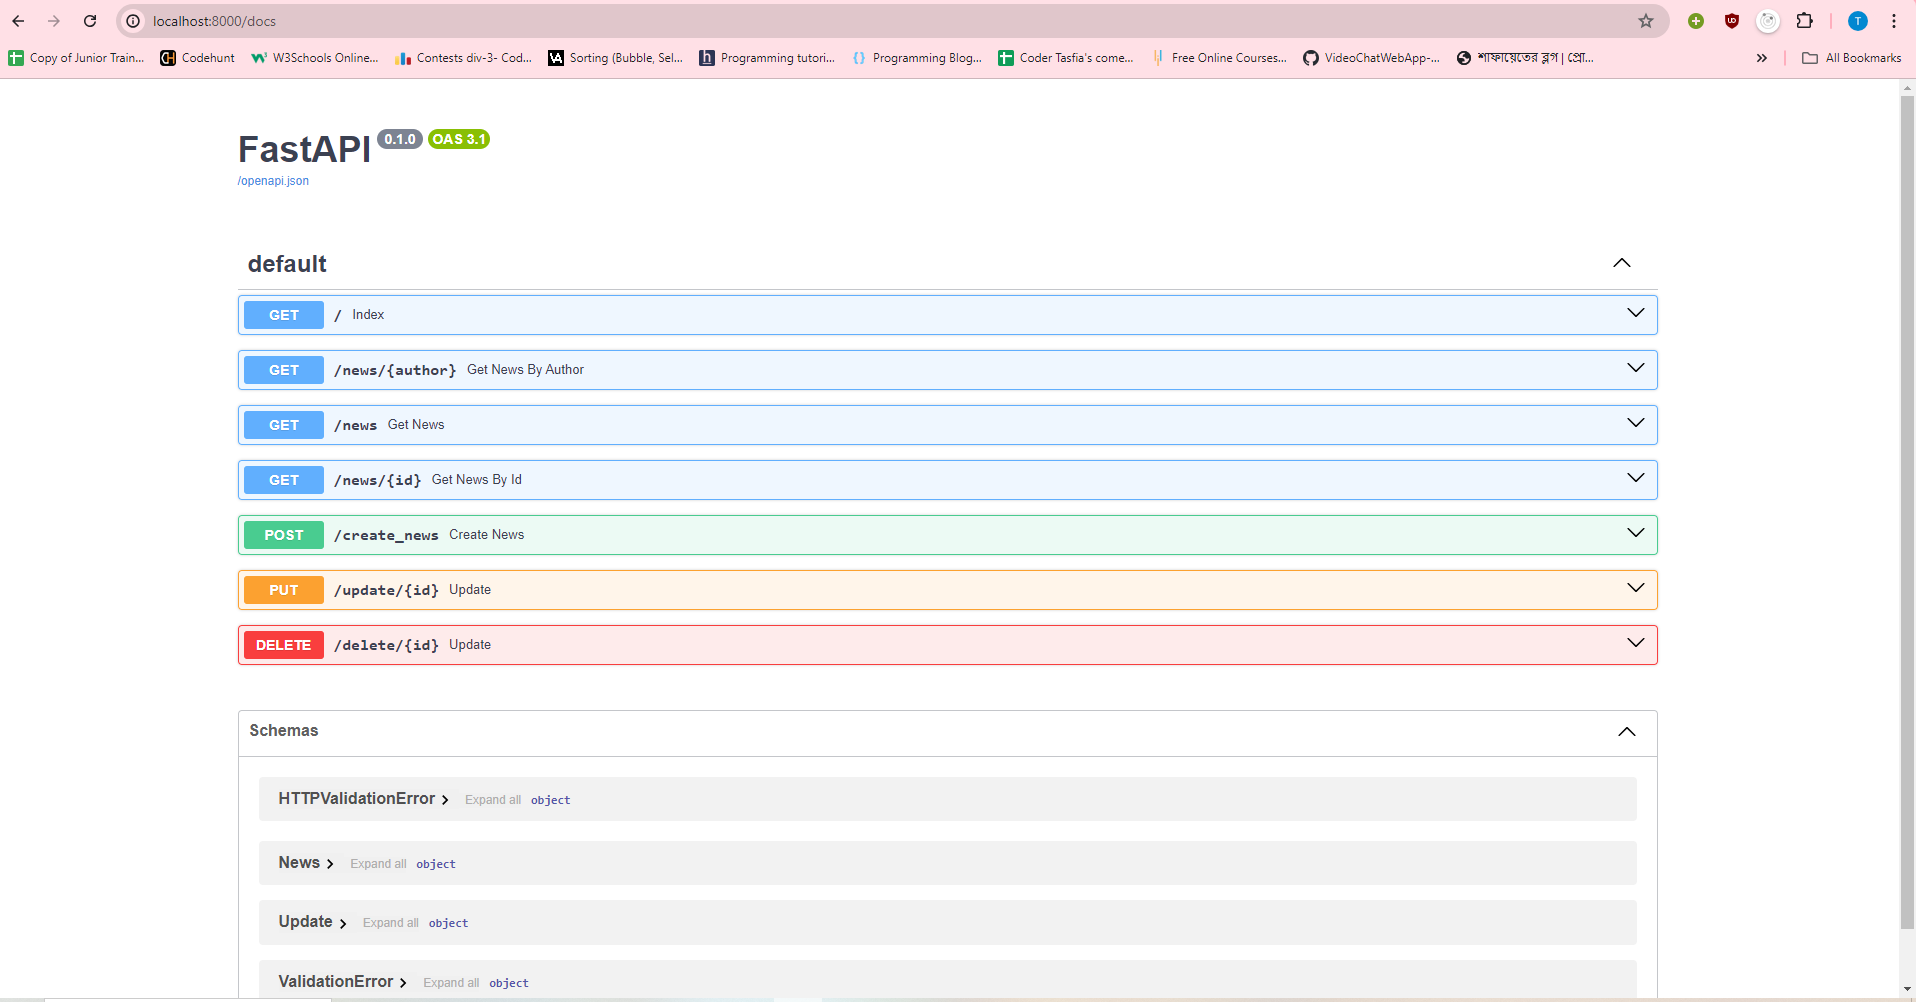 localhost:8000/docs
T
Copy of Junior Train... Codehunt W3Schools Online... Contests div-3- Cod... VA Sorting (Bubble, Sel... h Programming tutori... {} Programming Blog... Coder Tasfia's come... Free Online Courses... VideoChatWebApp-... শাফায়েতের ব্লগ | প্রো... » All Bookmarks
FastAPI 0.1.0 OAS 3.1
/openapi.json
default
GET / Index
GET /news/{author} Get News By Author
GET /news Get News
GET /news/{id} Get News By Id
POST /create_news Create News
PUT /update/{id} Update
DELETE /delete/{id} Update
Schemas
HTTPValidationError Expand all object
News Expand all object
Update Expand all object
ValidationError Expand all object